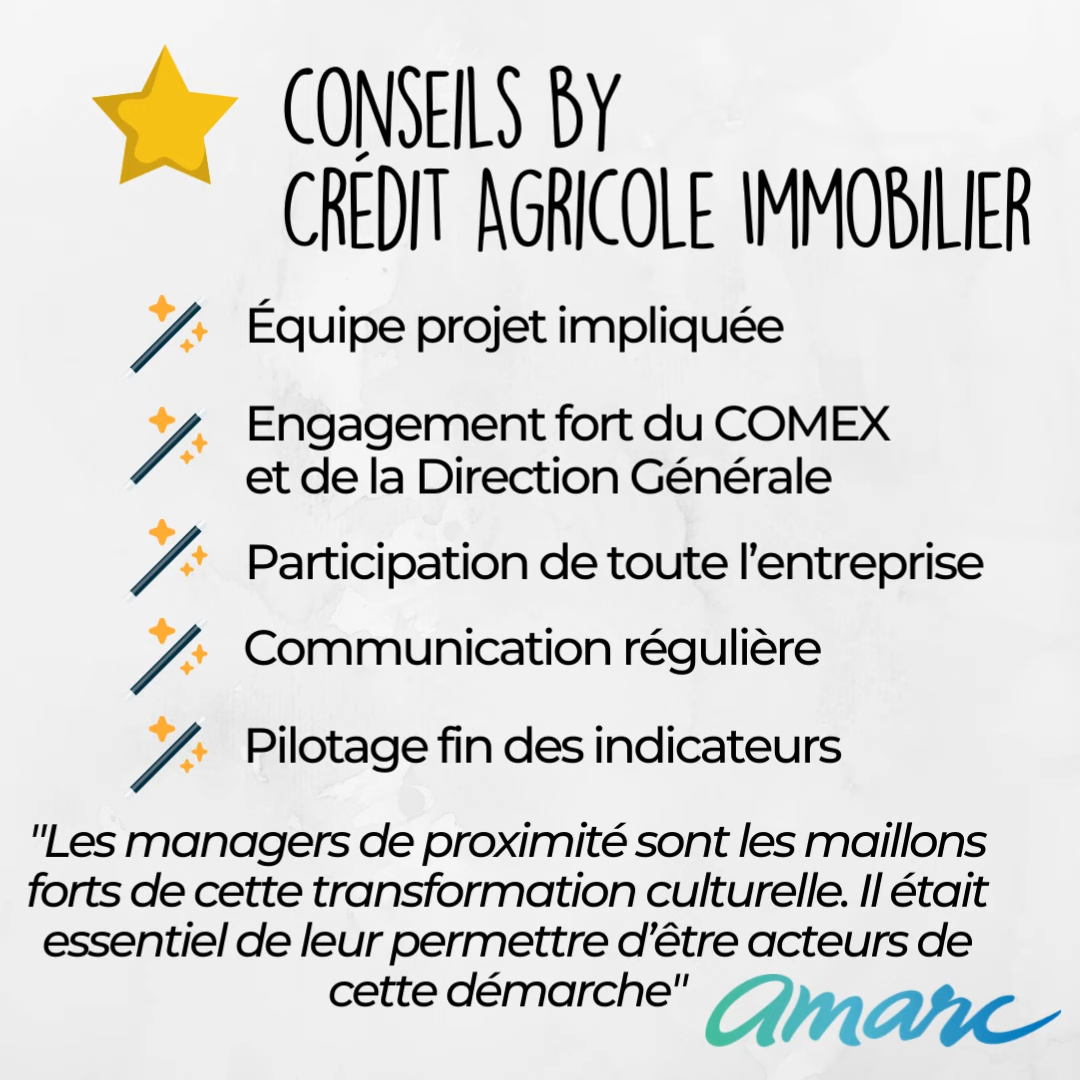 CONSEILS BY
CRÉDIT AGRICOLE IMMOBILIER
Équipe projet impliquée
Engagement fort du COMEX
et de la Direction Générale
Participation de toute l’entreprise
Communication régulière
Pilotage fin des indicateurs
"Les managers de proximité sont les maillons
forts de cette transformation culturelle. Il était
essentiel de leur permettre d’être acteurs de
cette démarche"
amarc